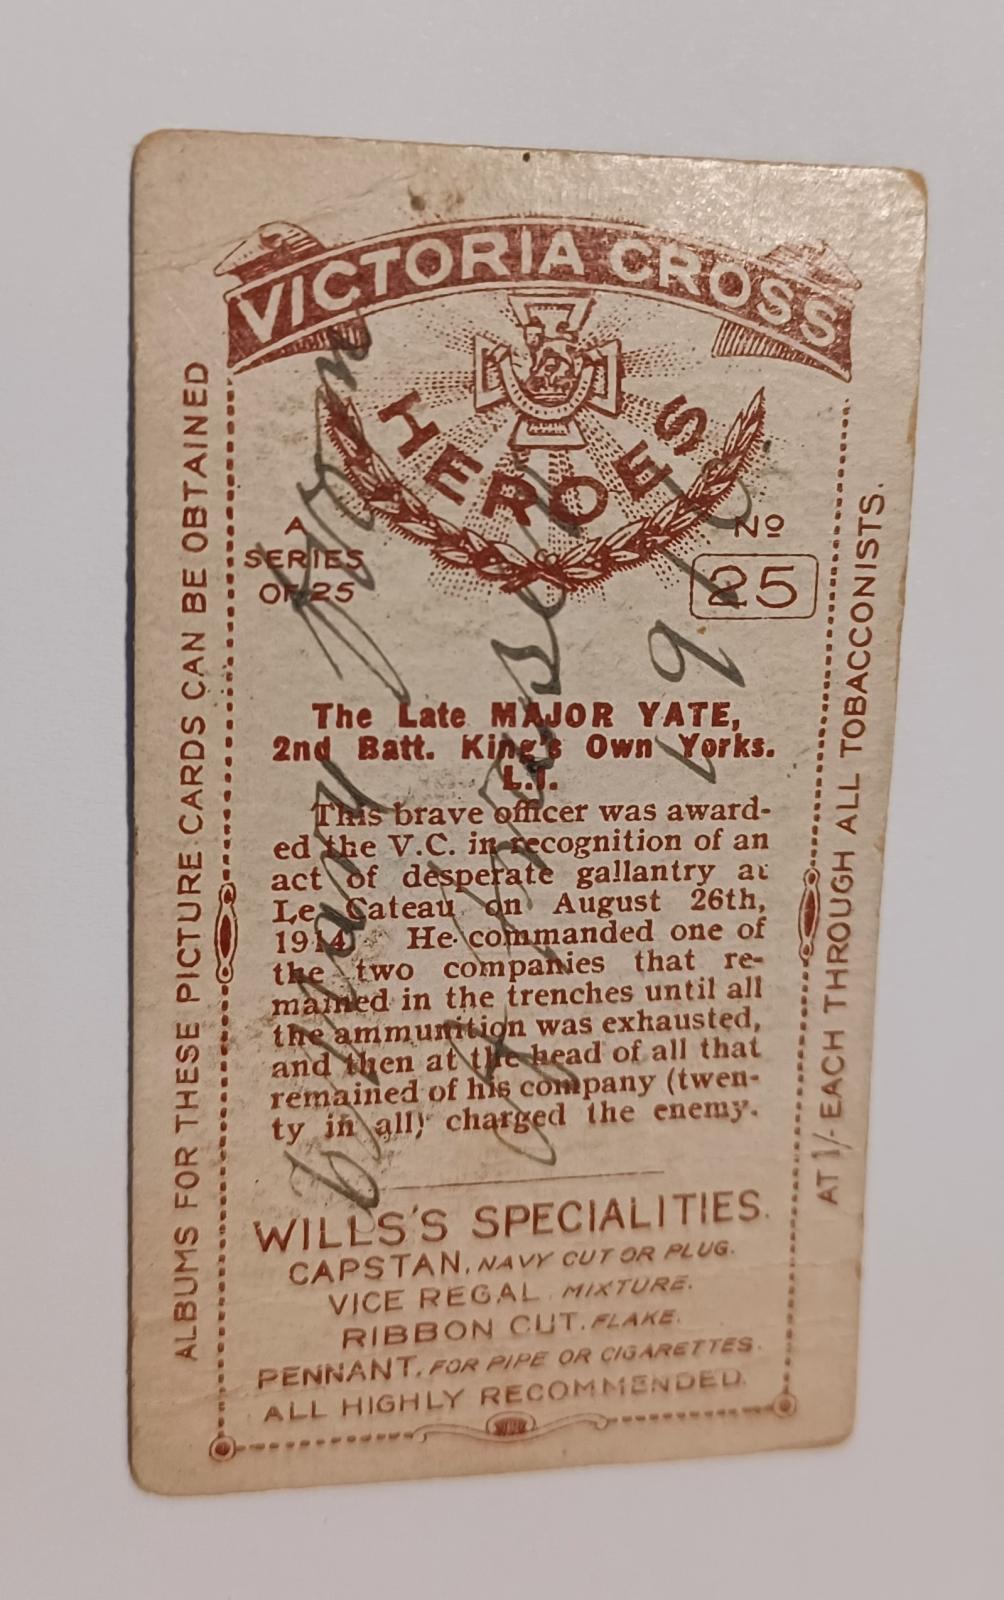 VICTORIA CROSS
HEROES
A
SERIES
OF 25
No
25
The Late MAJOR YATE,
2nd Batt. King's Own Yorks.
L.I.
This brave officer was award-
ed the V.C. in recognition of an
act of desperate gallantry at
Le Cateau on August 26th,
1914. He commanded one of
the two companies that re-
mained in the trenches until all
the ammunition was exhausted,
and then at the head of all that
remained of his company (twen-
ty in all) charged the enemy.
WILLS'S SPECIALITIES.
CAPSTAN, NAVY CUT OR PLUG.
VICE REGAL MIXTURE.
RIBBON CUT. FLAKE.
PENNANT. FOR PIPE OR CIGARETTES.
ALL HIGHLY RECOMMENDED.
ALBUMS FOR THESE PICTURE CARDS CAN BE OBTAINED
AT 1/- EACH THROUGH ALL TOBACCONISTS.
from